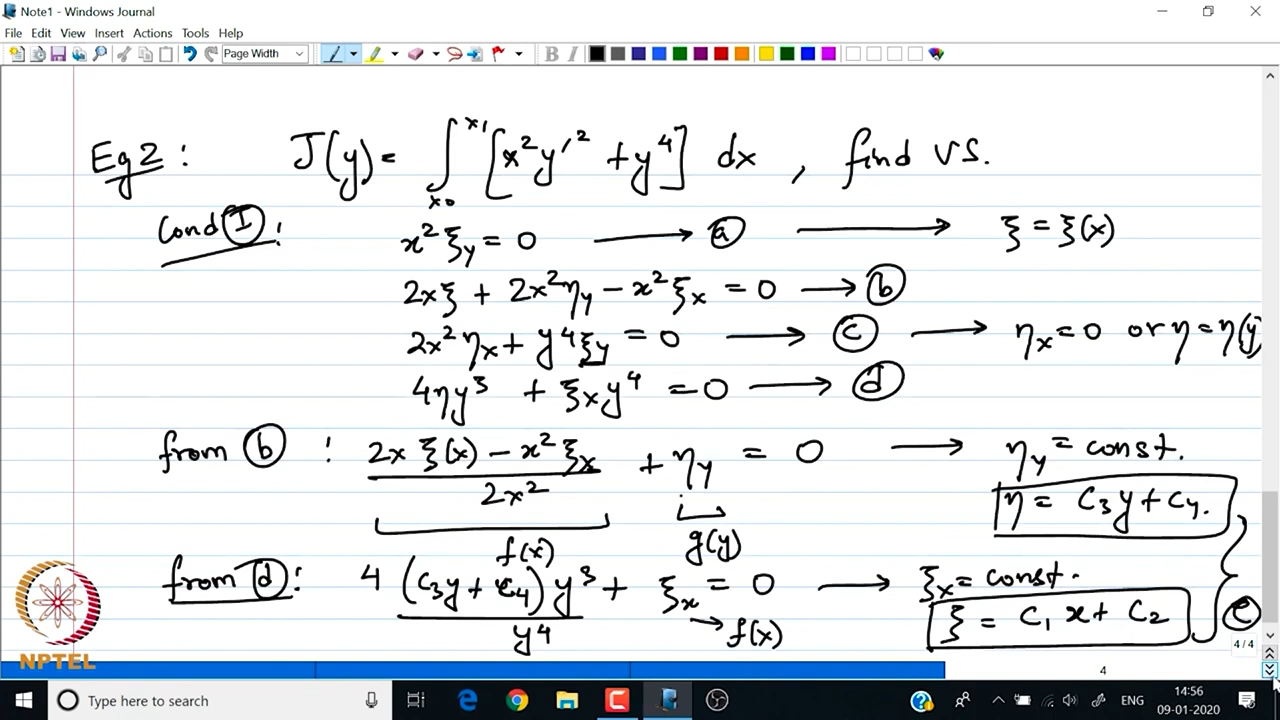 Note1 - Windows Journal
File Edit View Insert Actions Tools Help
Page Width
B I
Eg 2 : J(y) = ∫_{x0}^{x1} [x²y'² + y⁴] dx , find VS.
Cond I : x²ξ_y = 0 → (a) → ξ = ξ(x)
2xξ + 2x²η_y − x²ξ_x = 0 → (b)
2x²η_x + y⁴ξ_y = 0 → (c) → η_x = 0 or η = η(y)
4ηy³ + ξ_x y⁴ = 0 → (d)
from (b) : (2x ξ(x) − x²ξ_x) / 2x² + η_y = 0 → η_y = const.
η = C₃y + C₄.
f(x) g(y)
from (d) : 4 (C₃y + C₄) y³ / y⁴ + ξ_x = 0 → ξ_x = const.
→ f(x) ξ = C₁ x + C₂ (e)
NPTEL
4/4
4
Type here to search
ENG
14:56
09-01-2020